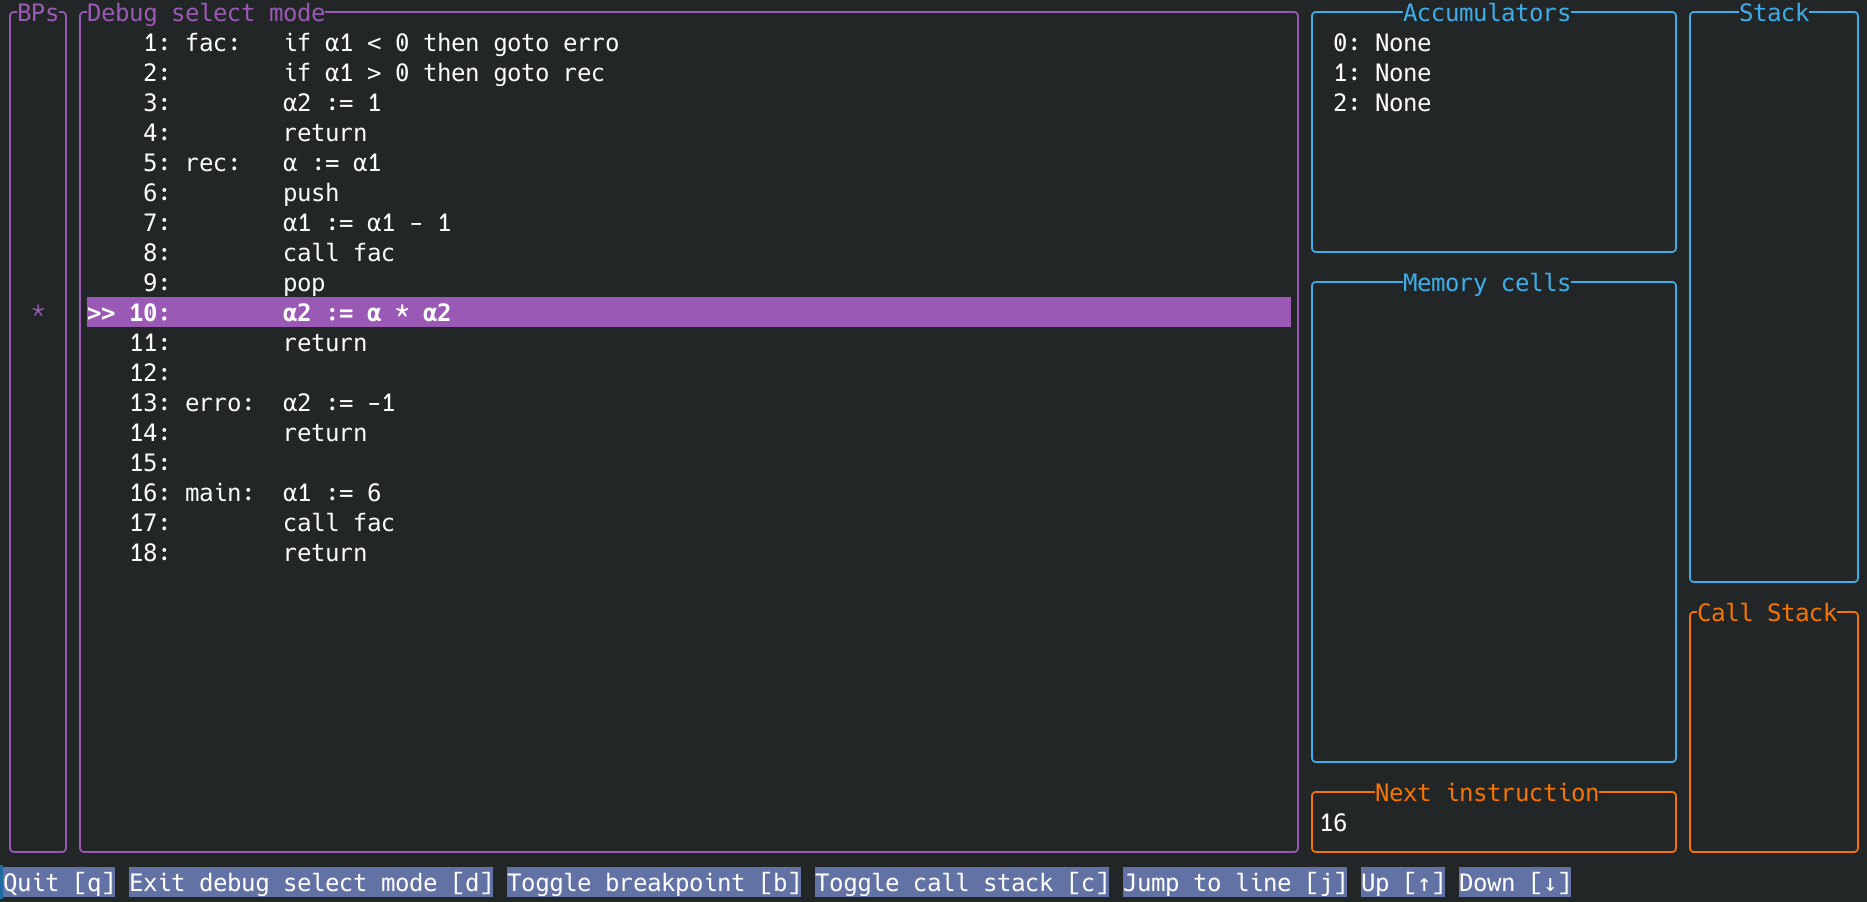 BPs
*
Debug select mode
1: fac:   if α1 < 0 then goto erro
2:        if α1 > 0 then goto rec
3:        α2 := 1
4:        return
5: rec:   α := α1
6:        push
7:        α1 := α1 - 1
8:        call fac
9:        pop
>> 10:        α2 := α * α2
11:        return
12:
13: erro:  α2 := -1
14:        return
15:
16: main:  α1 := 6
17:        call fac
18:        return
Accumulators
0: None
1: None
2: None
Memory cells
Next instruction
16
Stack
Call Stack
Quit [q] Exit debug select mode [d] Toggle breakpoint [b] Toggle call stack [c] Jump to line [j] Up [↑] Down [↓]